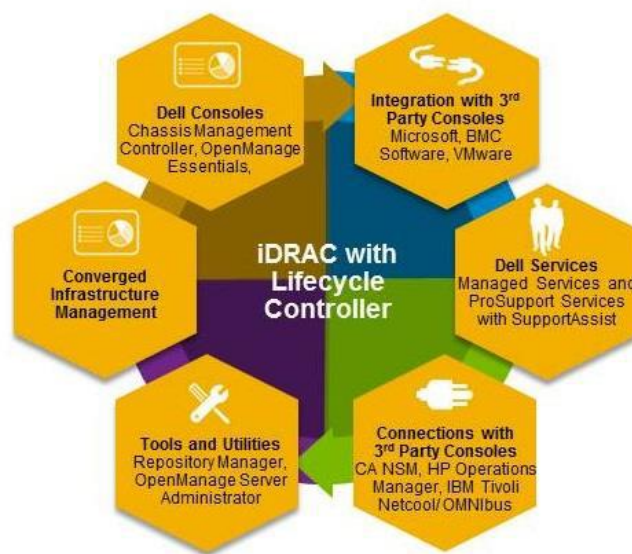 Dell Consoles
Chassis Management
Controller, OpenManage
Essentials,
Integration with 3rd
Party Consoles
Microsoft, BMC
Software, VMware
Converged
Infrastructure
Management
iDRAC with
Lifecycle
Controller
Dell Services
Managed Services and
ProSupport Services
with SupportAssist
Tools and Utilities
Repository Manager,
OpenManage Server
Administrator
Connections with
3rd Party Consoles
CA NSM, HP Operations
Manager, IBM Tivoli
Netcool/OMNIbus